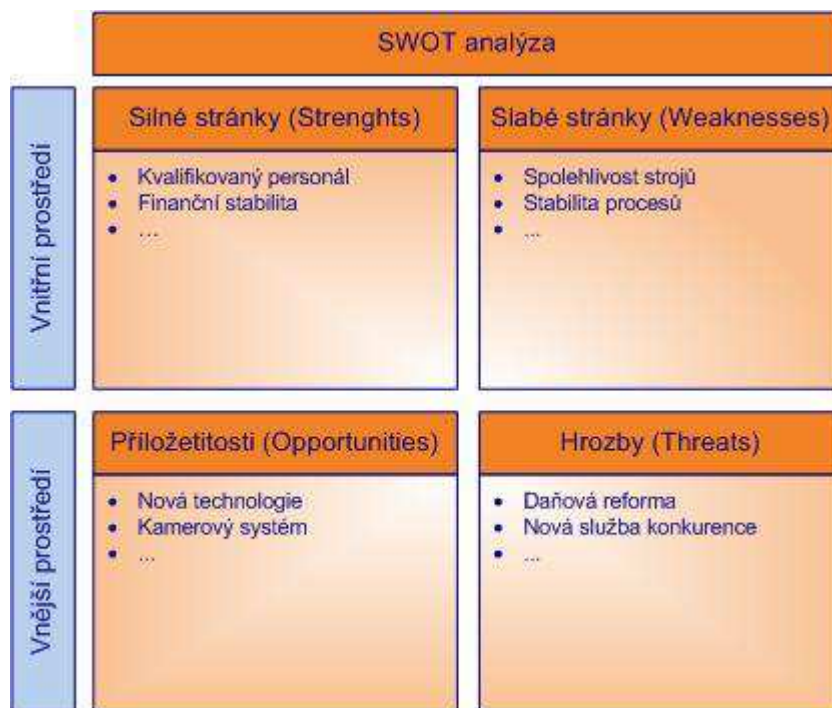 SWOT analýza
Vnitřní prostředí
Silné stránky (Strenghts)
• Kvalifikovaný personál
• Finanční stabilita
• ...
Slabé stránky (Weaknesses)
• Spolehlivost strojů
• Stabilita procesů
• ...
Vnější prostředí
Příložetitosti (Opportunities)
• Nová technologie
• Kamerový systém
• ...
Hrozby (Threats)
• Daňová reforma
• Nová služba konkurence
• ...